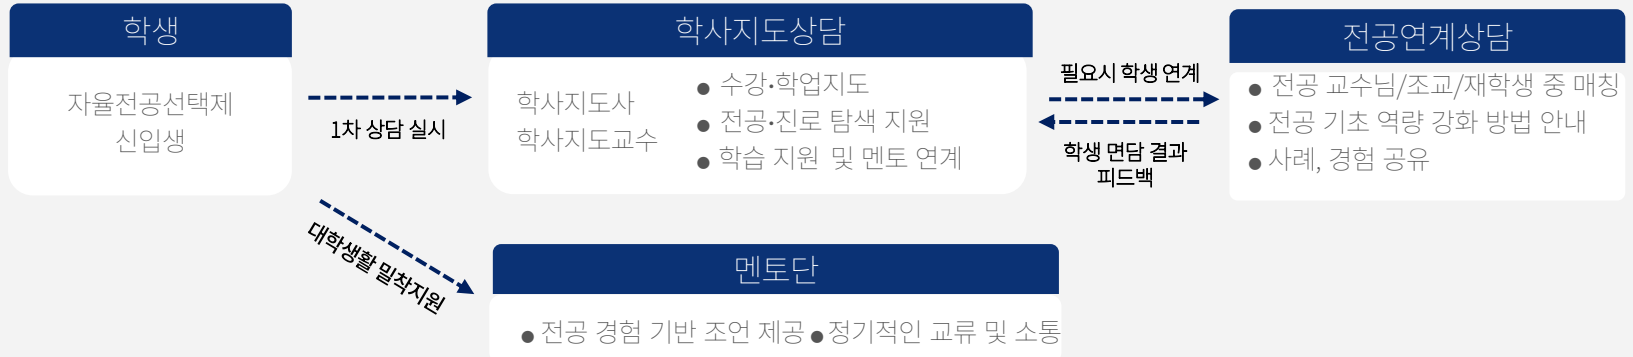 학생
자율전공선택제
신입생
1차 상담 실시
대학생활 밀착지원
학사지도상담
학사지도사
학사지도교수
● 수강·학업지도
● 전공·진로 탐색 지원
● 학습 지원 및 멘토 연계
필요시 학생 연계
학생 면담 결과
피드백
전공연계상담
● 전공 교수님/조교/재학생 중 매칭
● 전공 기초 역량 강화 방법 안내
● 사례, 경험 공유
멘토단
● 전공 경험 기반 조언 제공 ● 정기적인 교류 및 소통